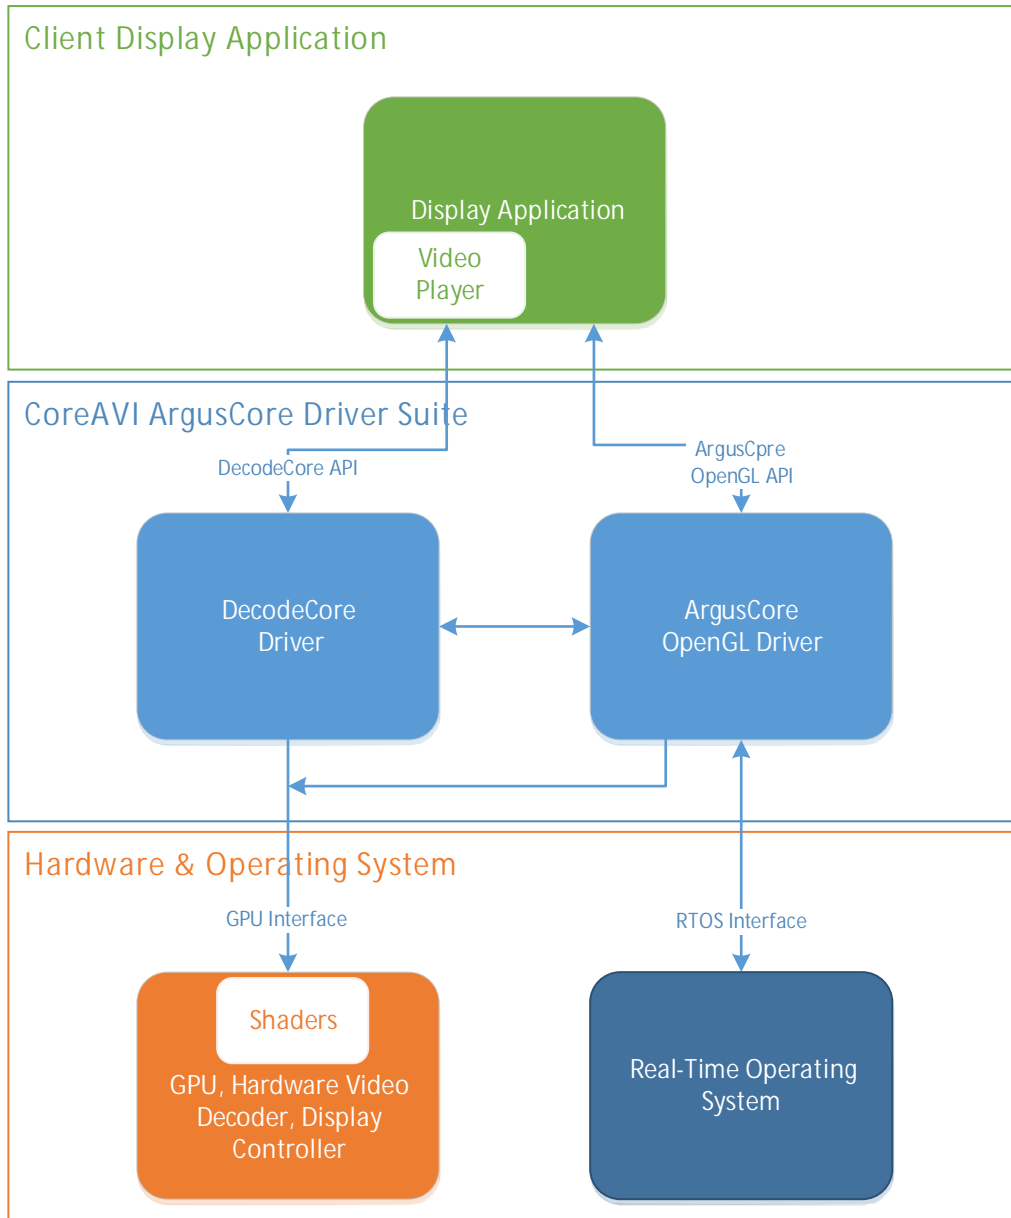 Client Display Application
Display Application
Video
Player
CoreAVI ArgusCore Driver Suite
DecodeCore API
ArgusCpre
OpenGL API
DecodeCore
Driver
ArgusCore
OpenGL Driver
Hardware & Operating System
GPU Interface
RTOS Interface
Shaders
GPU, Hardware Video
Decoder, Display
Controller
Real-Time Operating
System